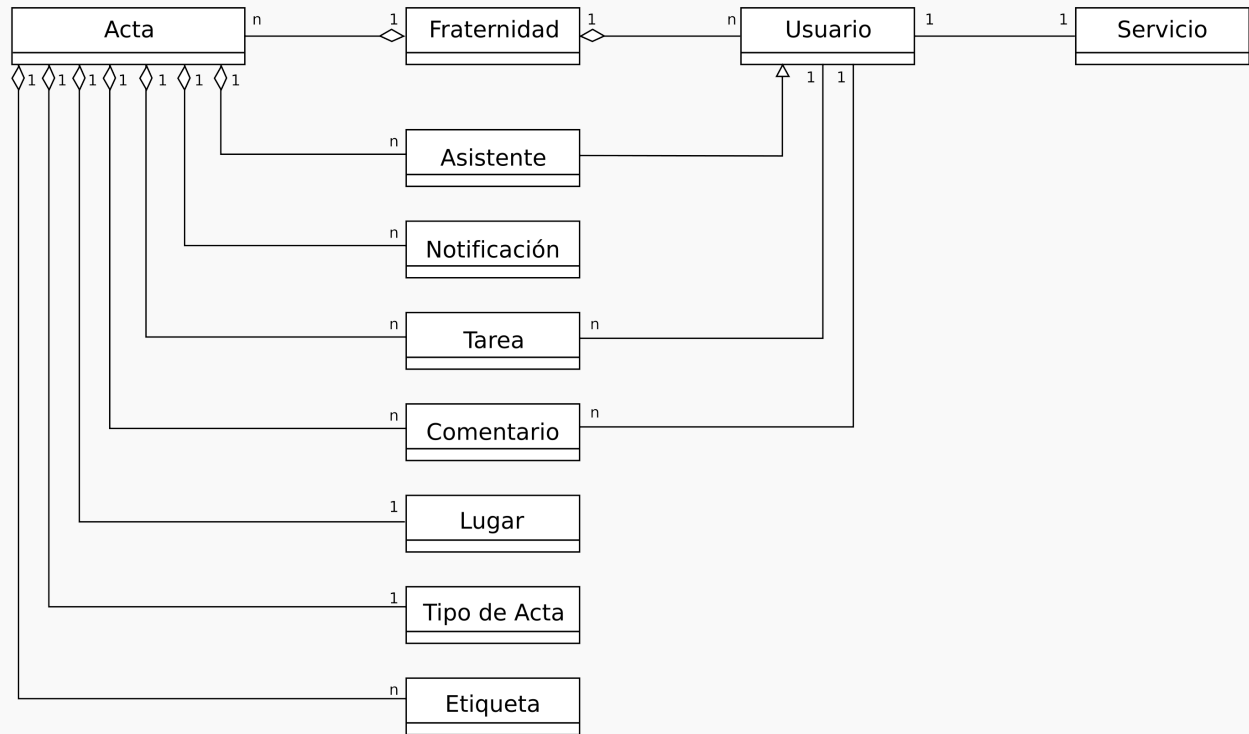 Acta
n
1
Fraternidad
1
n
Usuario
1
1
Servicio
1
1
1
1
1
1
1
1
1
n
Asistente
n
Notificación
n
Tarea
n
n
Comentario
n
1
Lugar
1
Tipo de Acta
n
Etiqueta